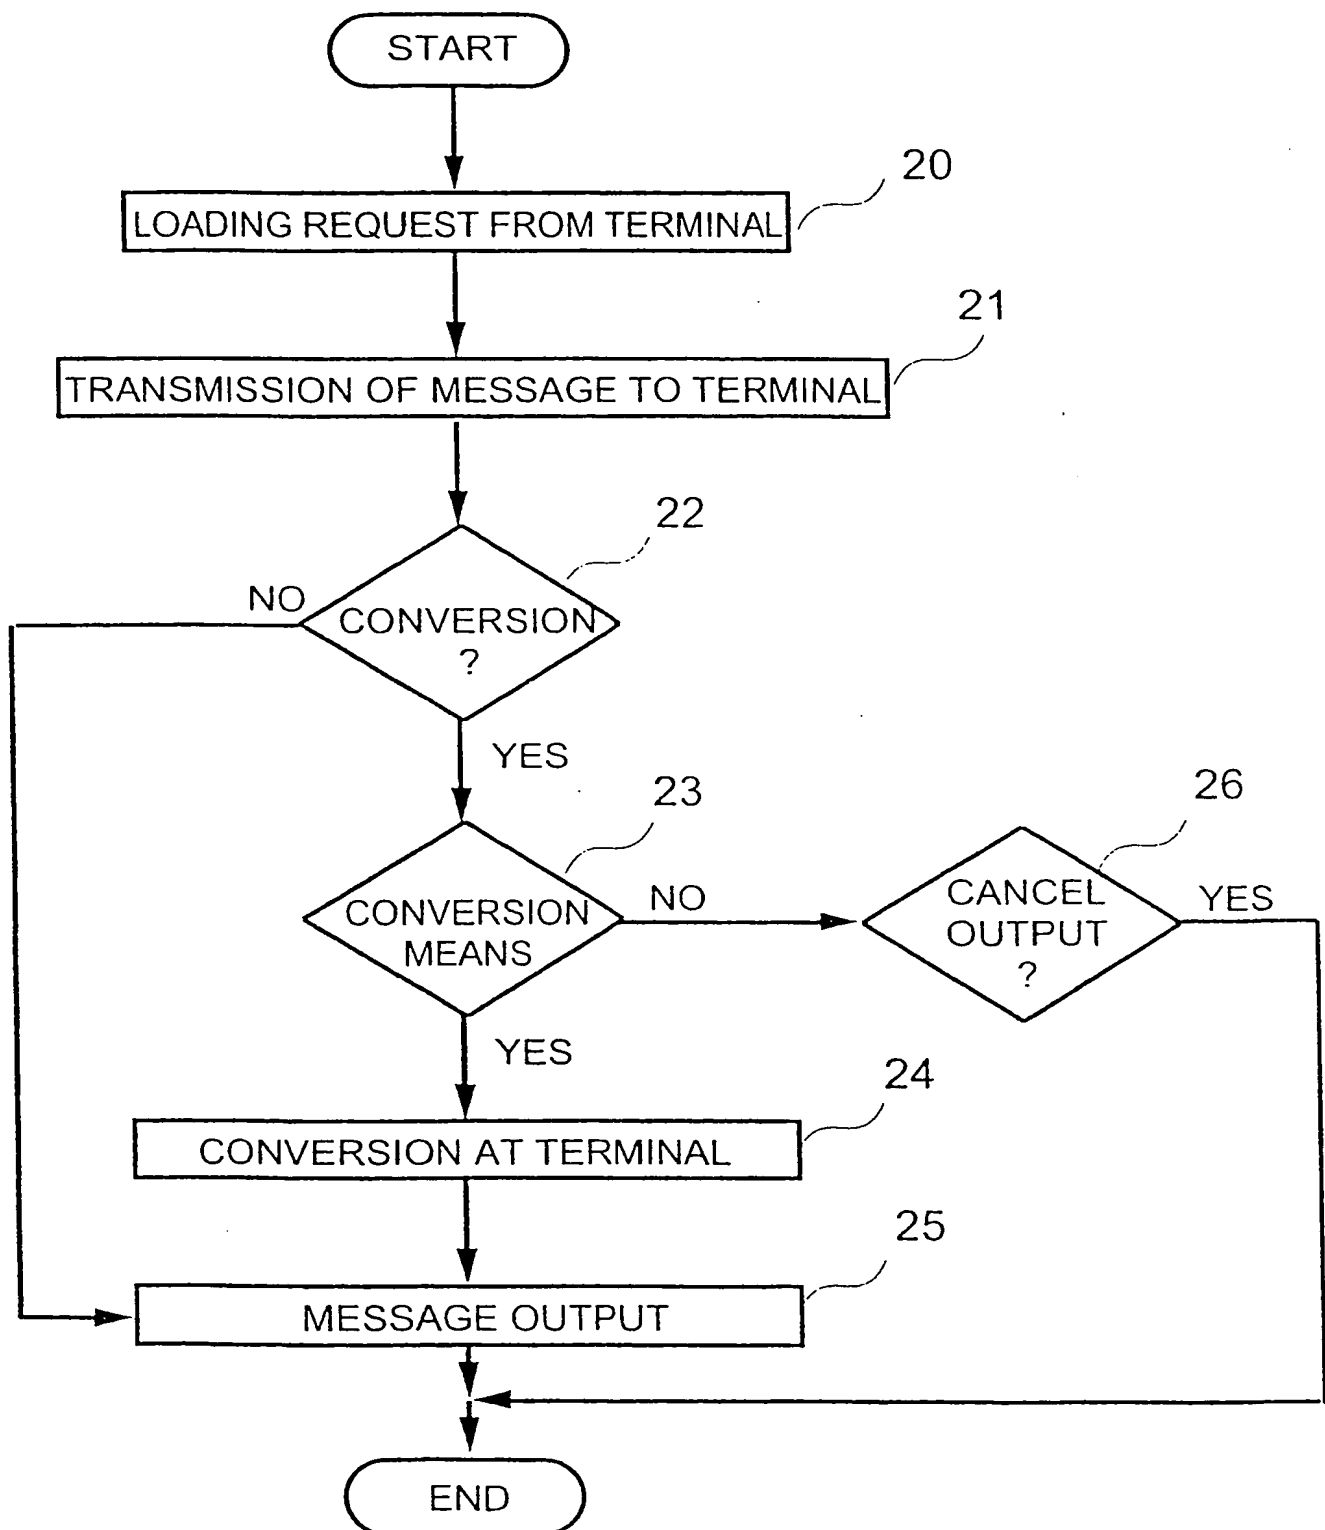 START
20
LOADING REQUEST FROM TERMINAL
21
TRANSMISSION OF MESSAGE TO TERMINAL
22
NO
CONVERSION
?
YES
23
26
CONVERSION
MEANS
NO
CANCEL
OUTPUT
?
YES
YES
24
CONVERSION AT TERMINAL
25
MESSAGE OUTPUT
END